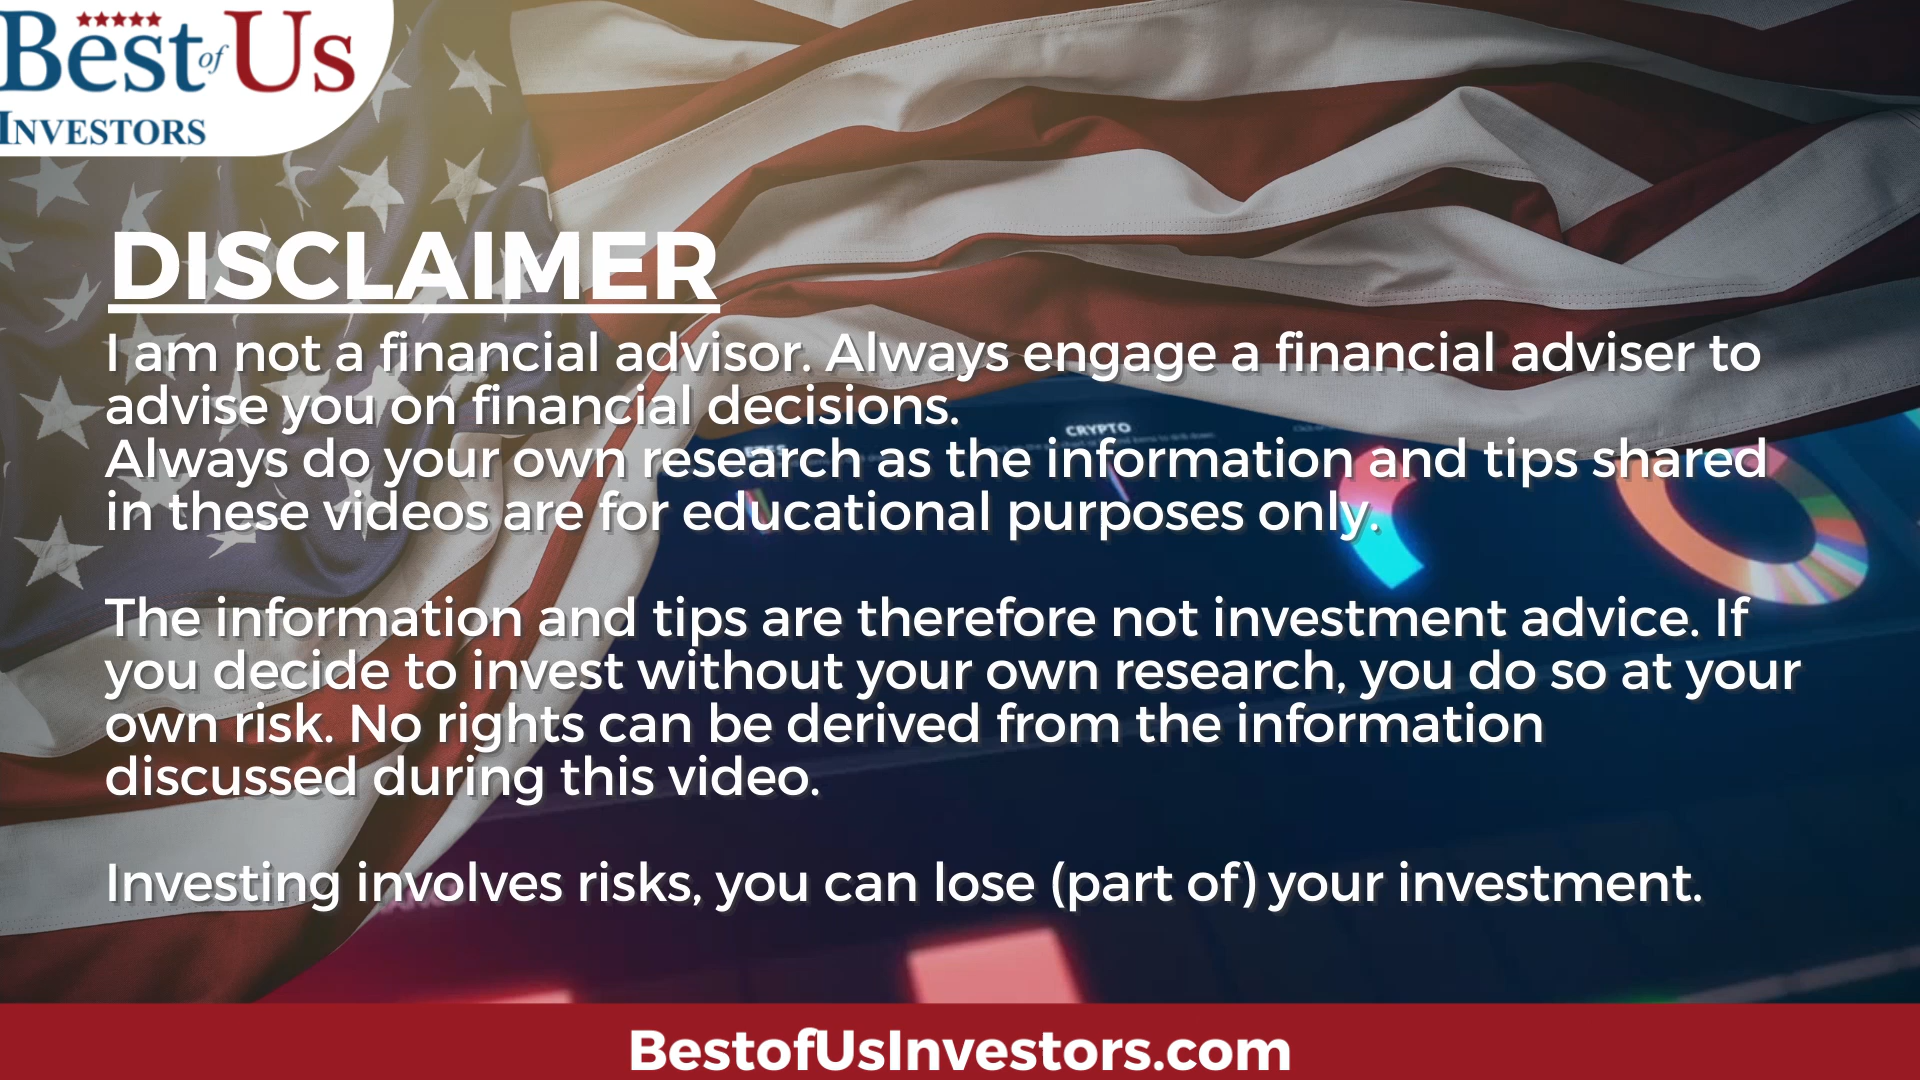 Best of Us
INVESTORS
DISCLAIMER
I am not a financial advisor. Always engage a financial adviser to
advise you on financial decisions.
CRYPTO
Always do your own research as the information and tips shared
in these videos are for educational purposes only.
The information and tips are therefore not investment advice. If
you decide to invest without your own research, you do so at your
own risk. No rights can be derived from the information
discussed during this video.
Investing involves risks, you can lose (part of) your investment.
BestofUsInvestors.com